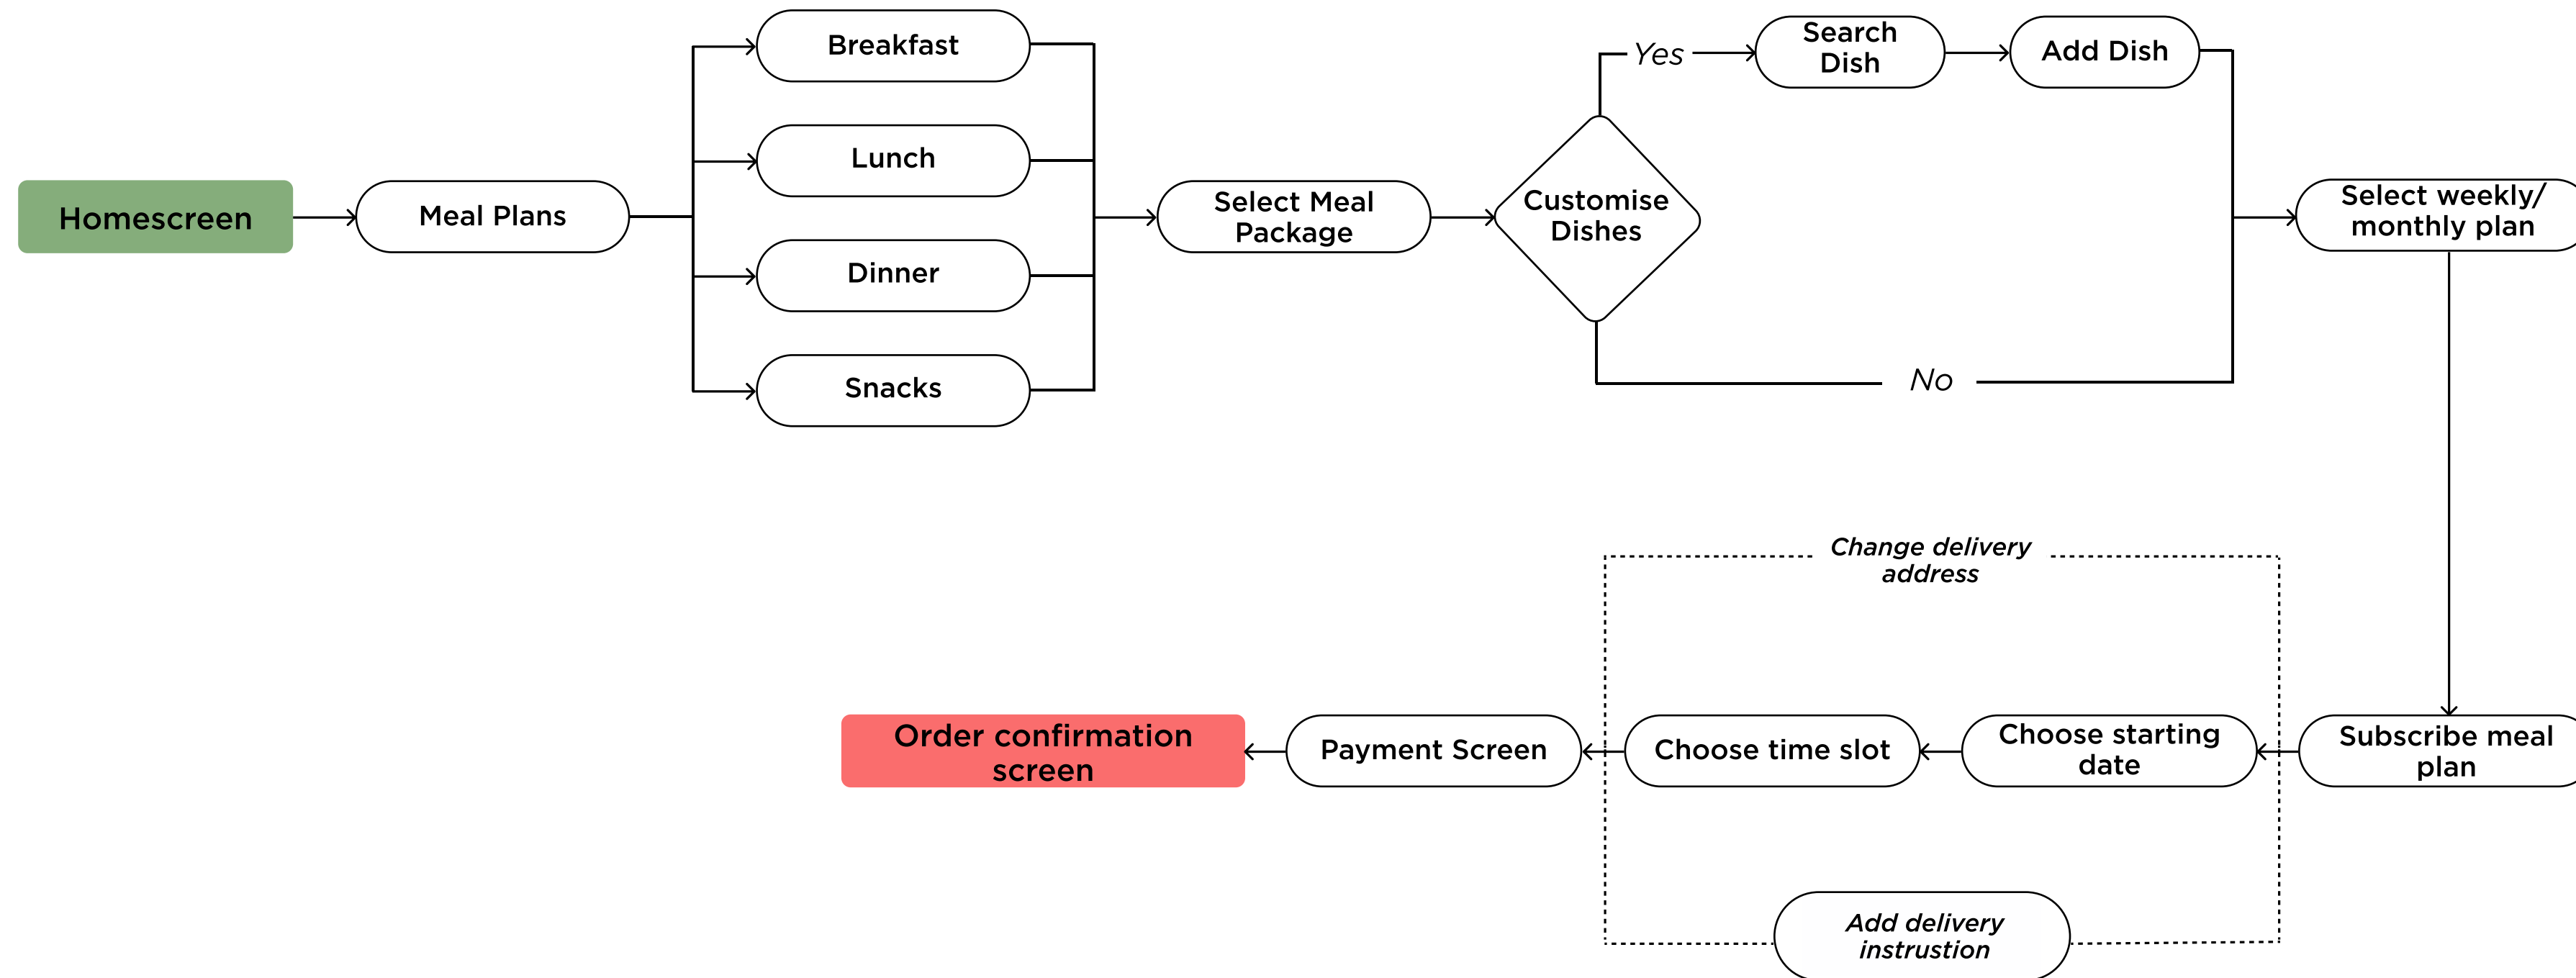 Homescreen
Meal Plans
Breakfast
Lunch
Dinner
Snacks
Select Meal
Package
Customise
Dishes
Yes
Search
Dish
Add Dish
No
Select weekly/
monthly plan
Subscribe meal
plan
Change delivery
address
Choose starting
date
Choose time slot
Add delivery
instrustion
Payment Screen
Order confirmation
screen